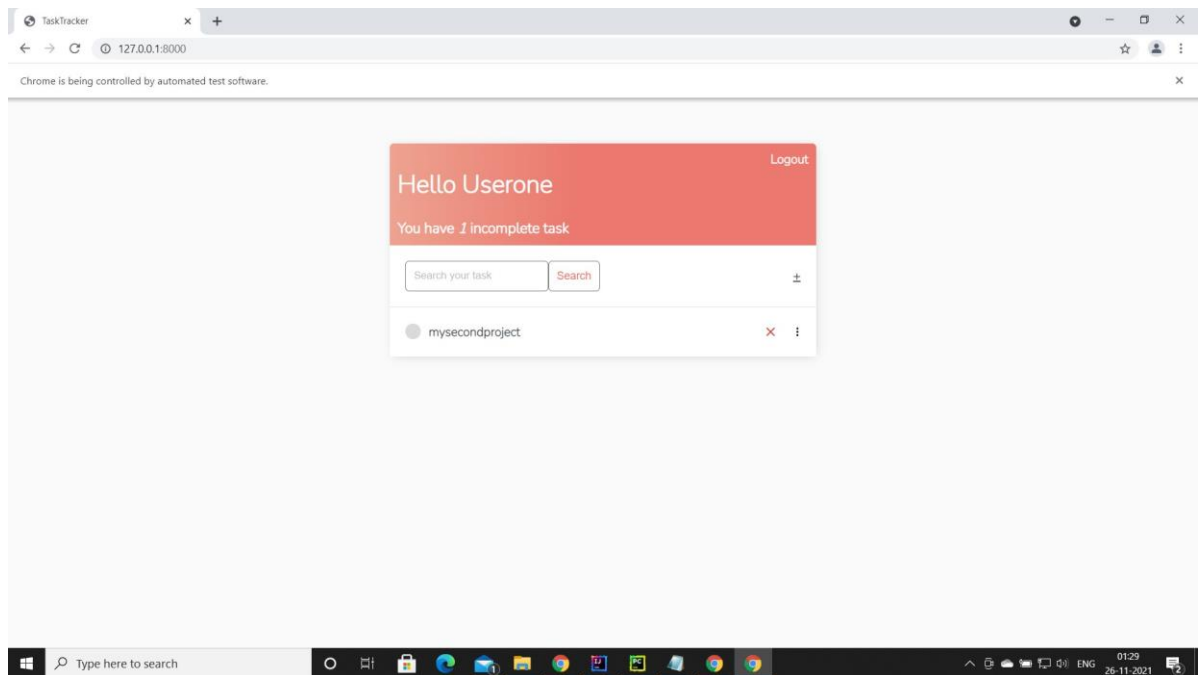 TaskTracker
127.0.0.1:8000
Chrome is being controlled by automated test software.
Logout
Hello Userone
You have 1 incomplete task
Search your task Search
±
mysecondproject
Type here to search
ENG
01:29
26-11-2021